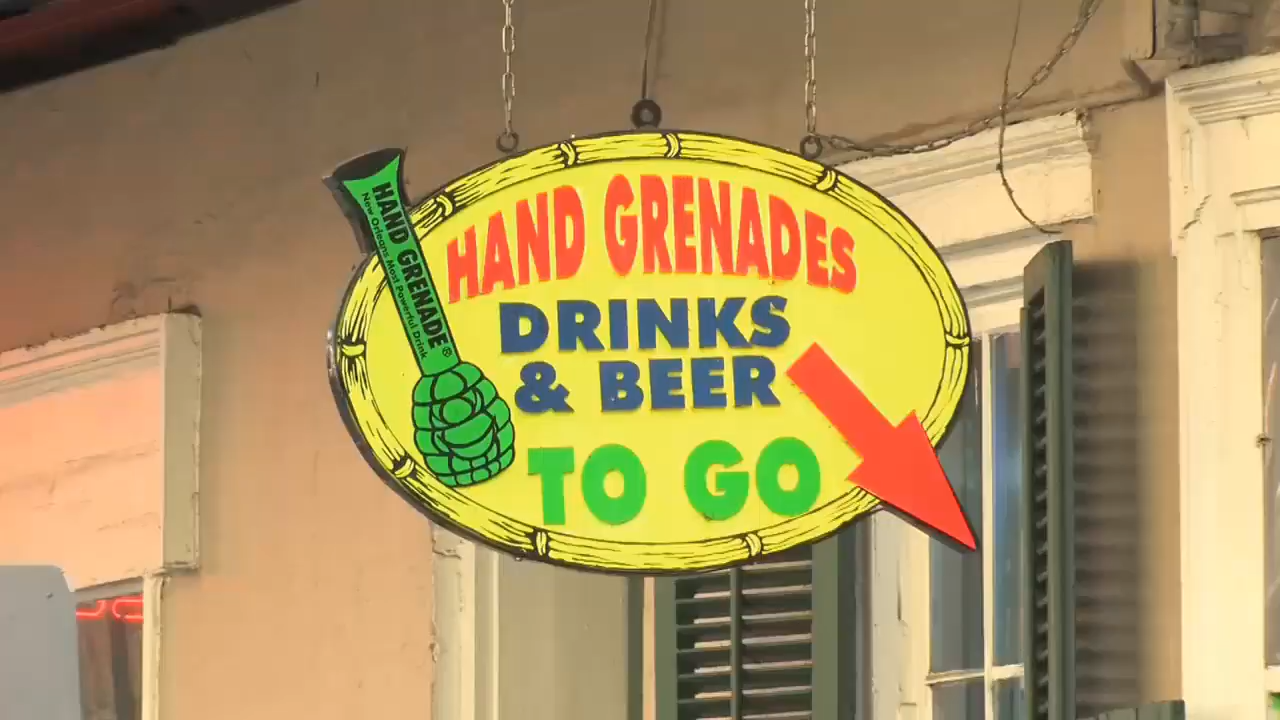 HAND GRENADES
DRINKS
& BEER
TO GO
HAND GRENADE®
New Orleans Most Powerful Drink